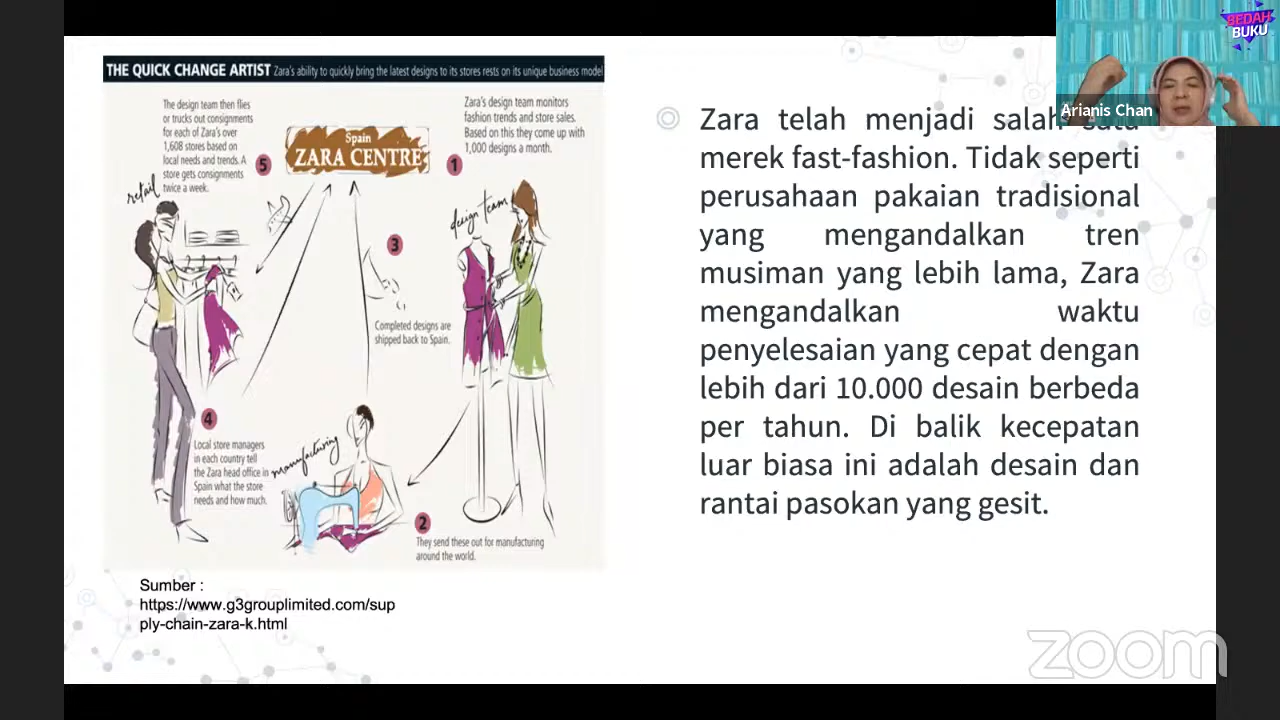 THE QUICK CHANGE ARTIST Zara's ability to quickly bring the latest designs to its stores rests on its unique business model
The design team then flies
or trucks out consignments
for each of Zara's over
1,608 stores based on
local needs and trends. A
store gets consignments
twice a week.
5
Spain
ZARA CENTRE
1
Zara's design team monitors
fashion trends and store sales.
Based on this they come up with
1,000 designs a month.
retail
design team
3
Completed designs are
shipped back to Spain.
4
Local store managers
in each country tell
the Zara head office in
Spain what the store
needs and how much.
manufacturing
2
They send these out for manufacturing
around the world.
Sumber :
https://www.g3grouplimited.com/sup
ply-chain-zara-k.html
Zara telah menjadi salah satu
merek fast-fashion. Tidak seperti
perusahaan pakaian tradisional
yang mengandalkan tren
musiman yang lebih lama, Zara
mengandalkan waktu
penyelesaian yang cepat dengan
lebih dari 10.000 desain berbeda
per tahun. Di balik kecepatan
luar biasa ini adalah desain dan
rantai pasokan yang gesit.
Arianis Chan
BEDAH
BUKU
zoom